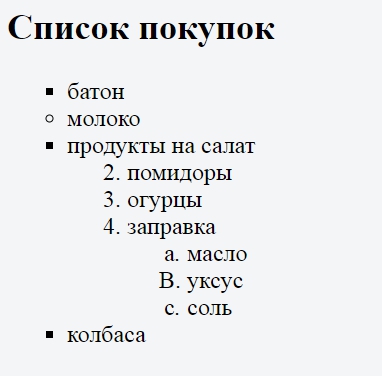 Список покупок
батон
молоко
продукты на салат
2. помидоры
3. огурцы
4. заправка
a. масло
B. уксус
c. соль
колбаса